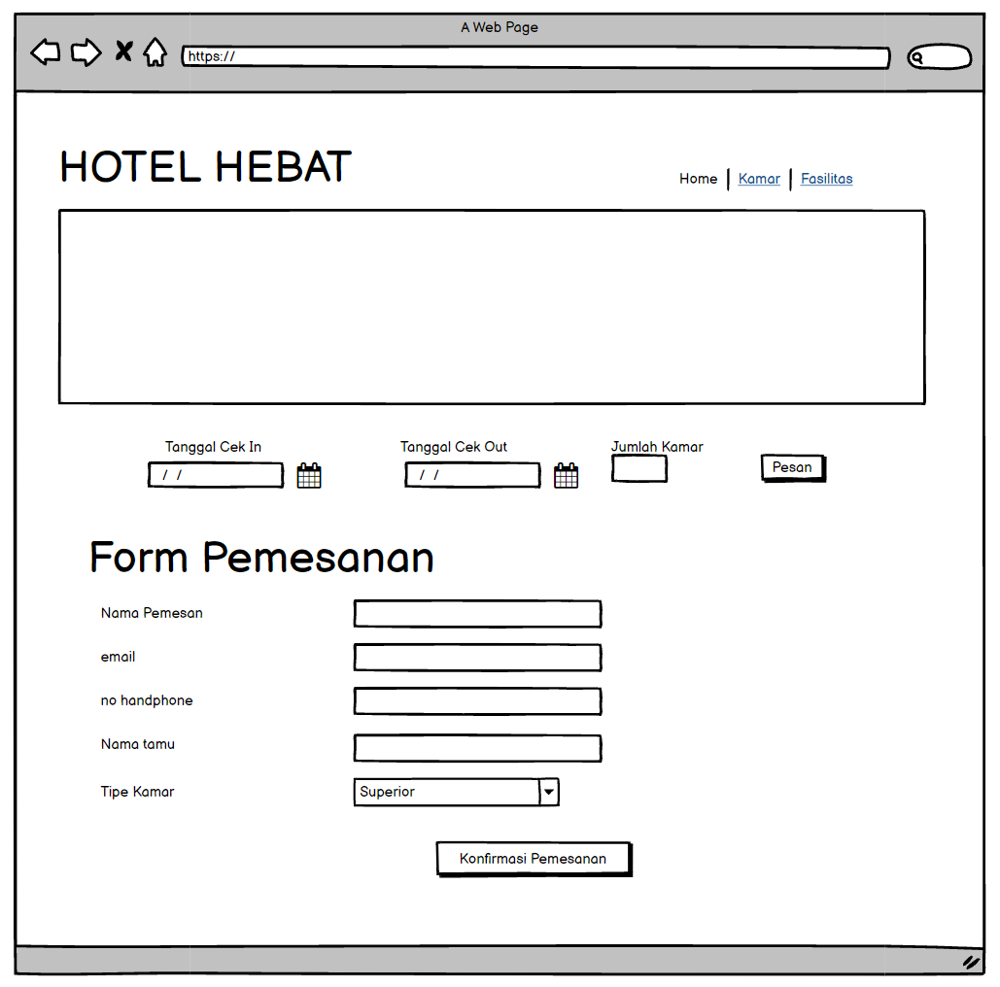 A Web Page
https://
HOTEL HEBAT
Home | Kamar | Fasilitas
Tanggal Cek In Tanggal Cek Out Jumlah Kamar
/ / / / Pesan
Form Pemesanan
Nama Pemesan
email
no handphone
Nama tamu
Tipe Kamar Superior
Konfirmasi Pemesanan